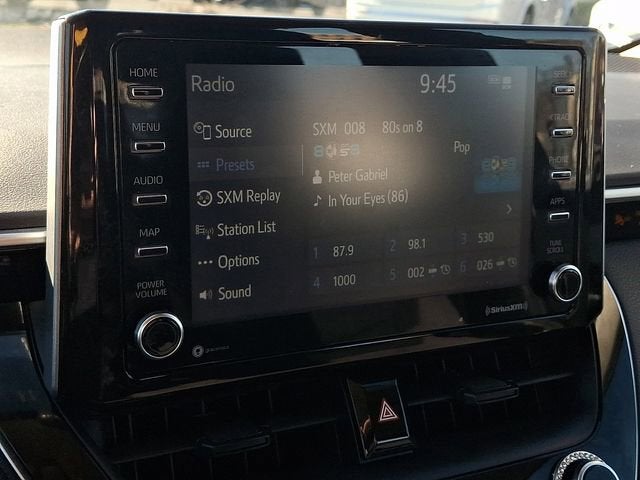 HOME
MENU
AUDIO
MAP
POWER
VOLUME
Radio
9:45
Source
Presets
SXM Replay
Station List
Options
Sound
SXM 008 80s on 8
Pop
Peter Gabriel
In Your Eyes (86)
1 87.9 2 98.1 3 530
4 1000 5 002 6 026
SEEK
TRACK
PHONE
APPS
TUNE
SCROLL
SiriusXM